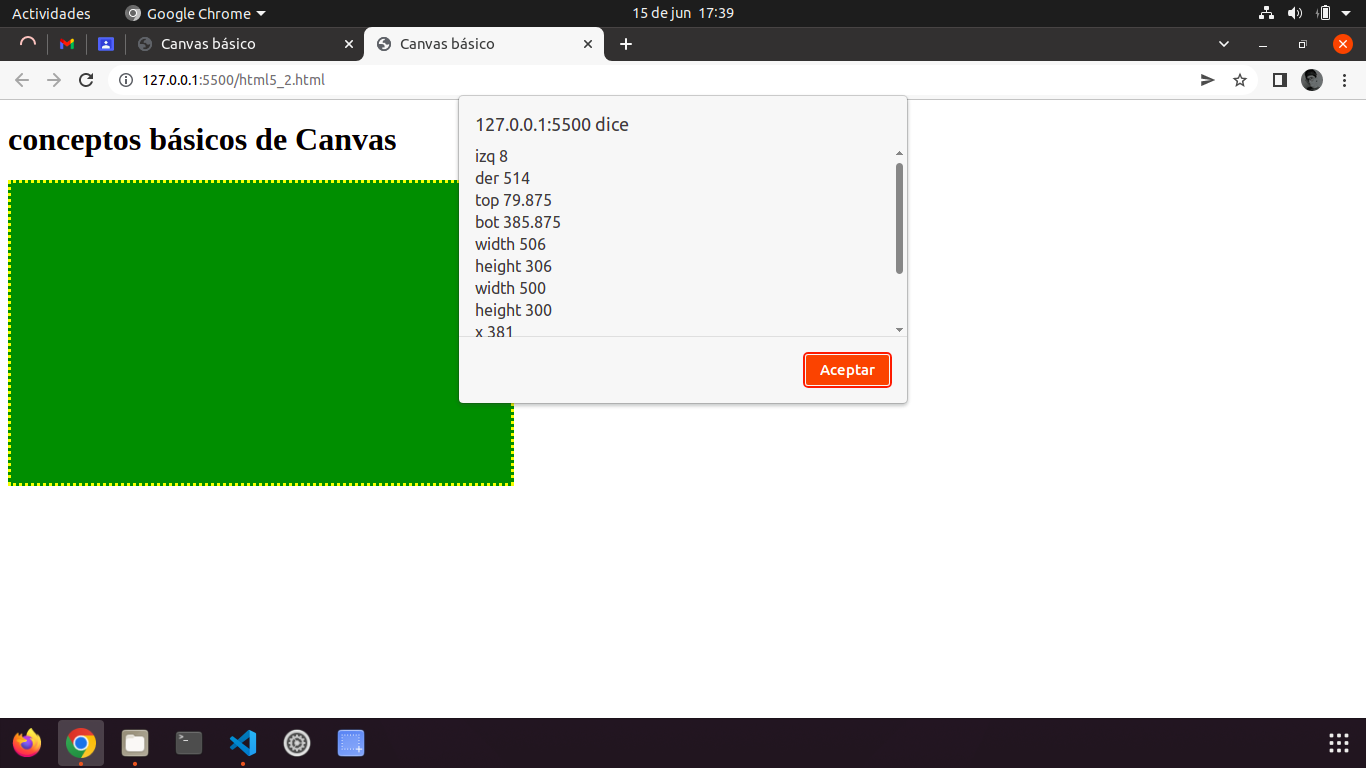 Actividades
Google Chrome
15 de jun 17:39
Canvas básico
Canvas básico
127.0.0.1:5500/html5_2.html
conceptos básicos de Canvas
127.0.0.1:5500 dice
izq 8
der 514
top 79.875
bot 385.875
width 506
height 306
width 500
height 300
x 381
Aceptar